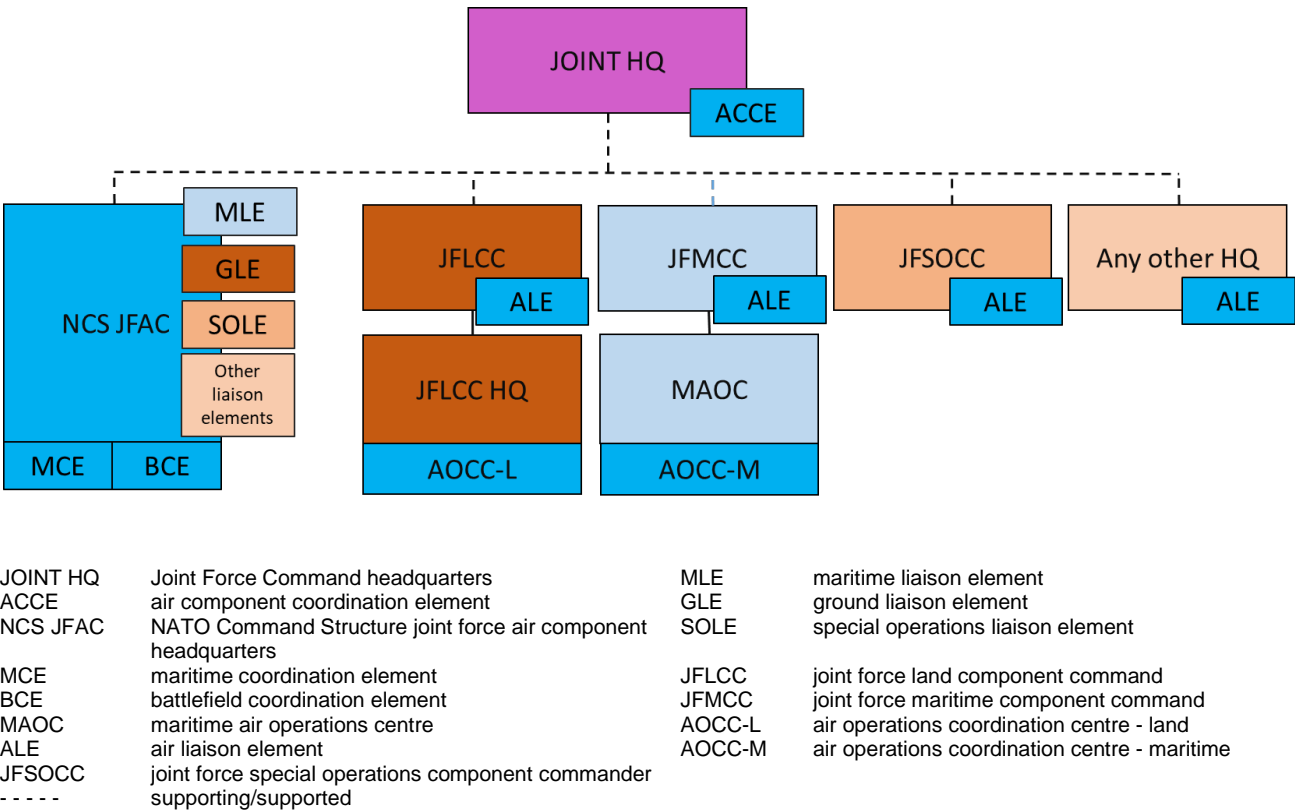 JOINT HQ
ACCE
MLE
GLE
NCS JFAC
SOLE
Other
liaison
elements
MCE
BCE
JFLCC
ALE
JFLCC HQ
AOCC-L
JFMCC
ALE
MAOC
AOCC-M
JFSOCC
ALE
Any other HQ
ALE
JOINT HQ Joint Force Command headquarters
ACCE air component coordination element
NCS JFAC NATO Command Structure joint force air component
headquarters
MCE maritime coordination element
BCE battlefield coordination element
MAOC maritime air operations centre
ALE air liaison element
JFSOCC joint force special operations component commander
- - - - - supporting/supported
MLE maritime liaison element
GLE ground liaison element
SOLE special operations liaison element
JFLCC joint force land component command
JFMCC joint force maritime component command
AOCC-L air operations coordination centre - land
AOCC-M air operations coordination centre - maritime